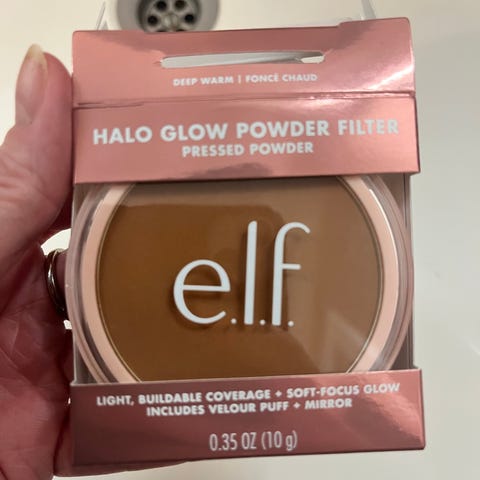 DEEP WARM | FONCÉ CHAUD
HALO GLOW POWDER FILTER
PRESSED POWDER
e.l.f.
LIGHT, BUILDABLE COVERAGE + SOFT-FOCUS GLOW
INCLUDES VELOUR PUFF + MIRROR
0.35 OZ (10 g)